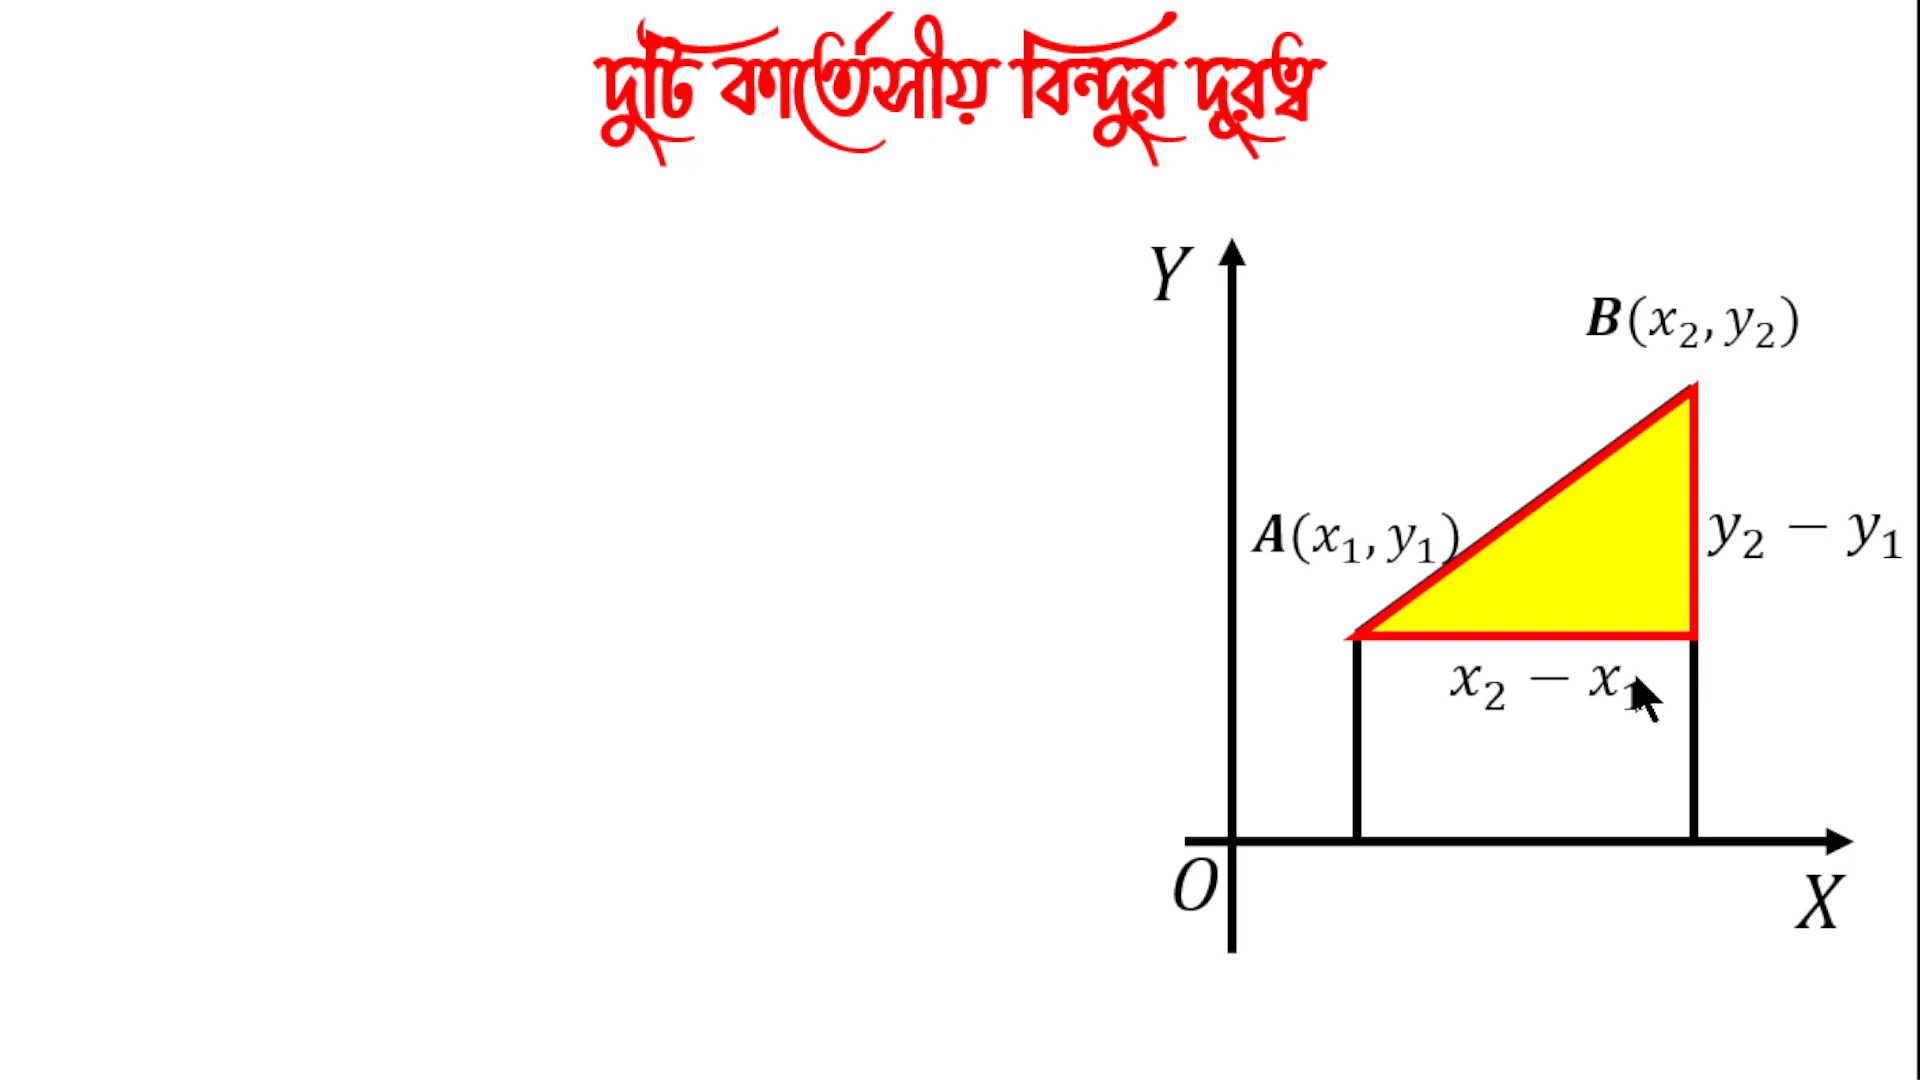 দুটি কার্তেসীয় বিন্দুর দূরত্ব
Y
B(x₂, y₂)
A(x₁, y₁)
y₂ − y₁
x₂ − x₁
O
X